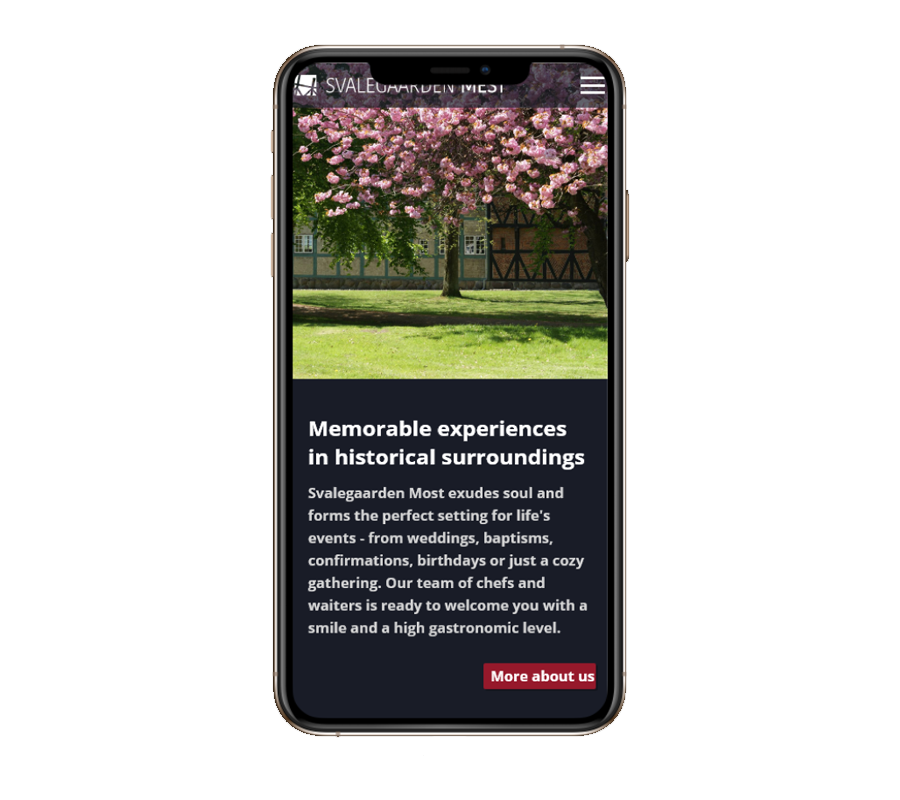 SVALEGAARDEN MEST
Memorable experiences
in historical surroundings
Svalegaarden Most exudes soul and
forms the perfect setting for life's
events - from weddings, baptisms,
confirmations, birthdays or just a cozy
gathering. Our team of chefs and
waiters is ready to welcome you with a
smile and a high gastronomic level.
More about us